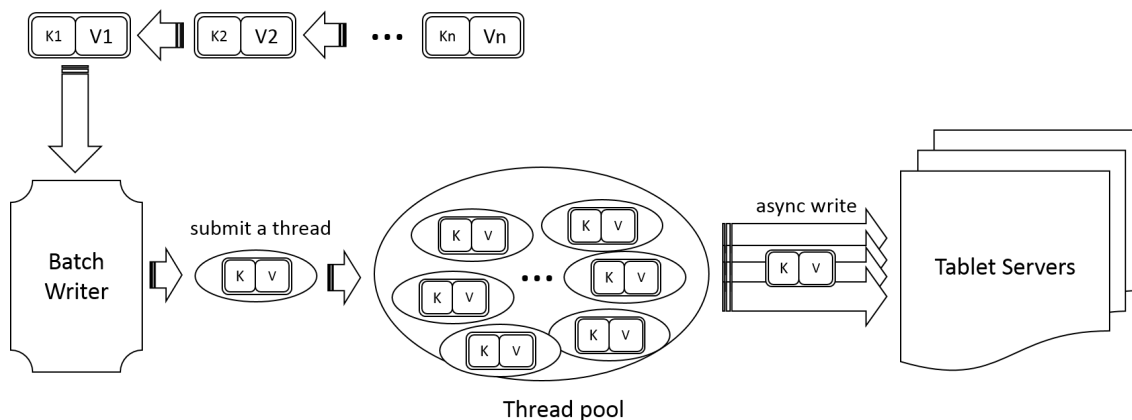 K1 V1 K2 V2 ... Kn Vn
submit a thread
async write
Batch
Writer
K V
K V
K V
K V
K V
...
K V
K V
K V
K V
Tablet Servers
Thread pool